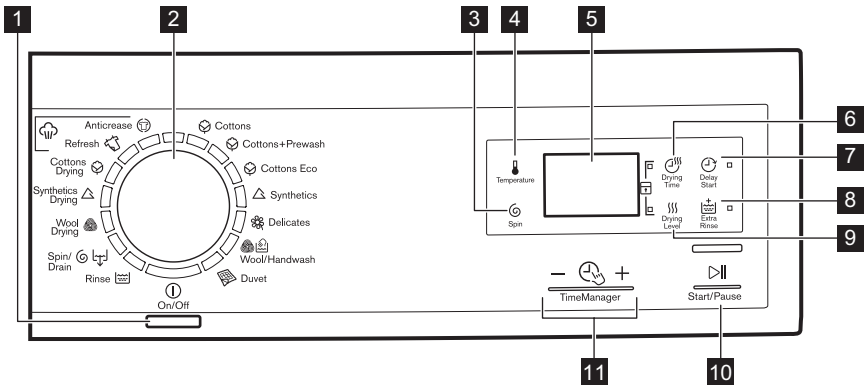 1
2
3
4
5
6
7
8
9
10
11
Anticrease
Refresh
Cottons
Drying
Synthetics
Drying
Wool
Drying
Spin/
Drain
Rinse
On/Off
Cottons
Cottons+Prewash
Cottons Eco
Synthetics
Delicates
Wool/Handwash
Duvet
Temperature
Spin
Drying
Time
Delay
Start
Drying
Level
Extra
Rinse
− +
TimeManager
Start/Pause